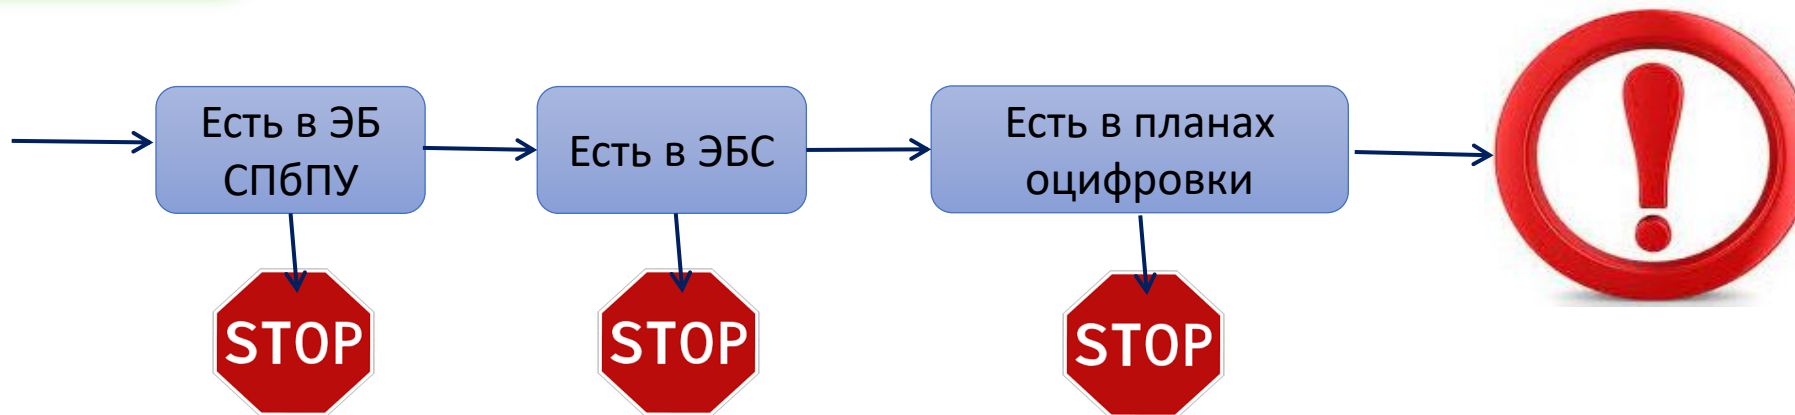 Есть в ЭБ
СПбПУ
Есть в ЭБС
Есть в планах
оцифровки
STOP
STOP
STOP